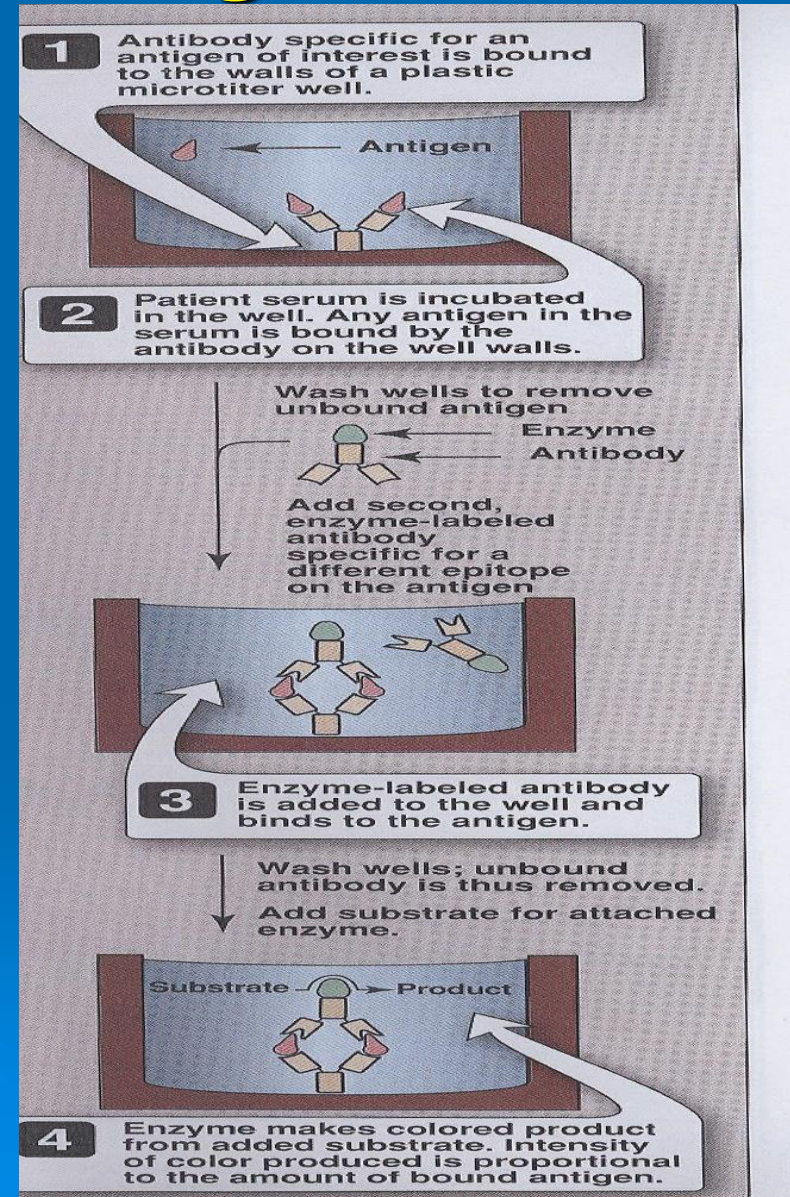 1
Antibody specific for an
antigen of interest is bound
to the walls of a plastic
microtiter well.
Antigen
2
Patient serum is incubated
in the well. Any antigen in the
serum is bound by the
antibody on the well walls.
Wash wells to remove
unbound antigen
Enzyme
Antibody
Add second,
enzyme-labeled
antibody
specific for a
different epitope
on the antigen
3
Enzyme-labeled antibody
is added to the well and
binds to the antigen.
Wash wells; unbound
antibody is thus removed.
Add substrate for attached
enzyme.
Substrate Product
4
Enzyme makes colored product
from added substrate. Intensity
of color produced is proportional
to the amount of bound antigen.